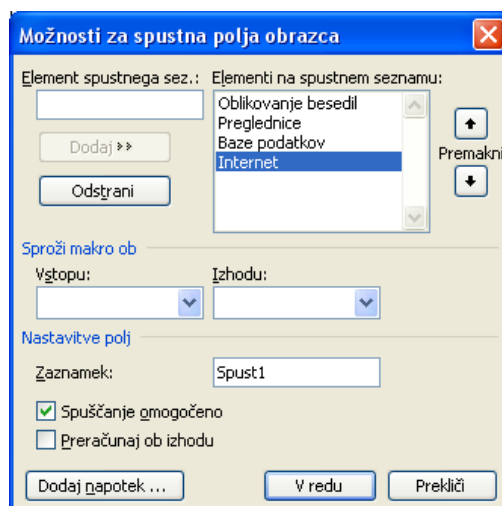 Možnosti za spustna polja obrazca
Element spustnega sez.: Elementi na spustnem seznamu:
Oblikovanje besedil
Preglednice
Baze podatkov
Internet
Dodaj
Premakni
Odstrani
Sproži makro ob
Vstopu: Izhodu:
Nastavitve polj
Zaznamek: Spust1
Spuščanje omogočeno
Preračunaj ob izhodu
Dodaj napotek ... V redu Prekliči